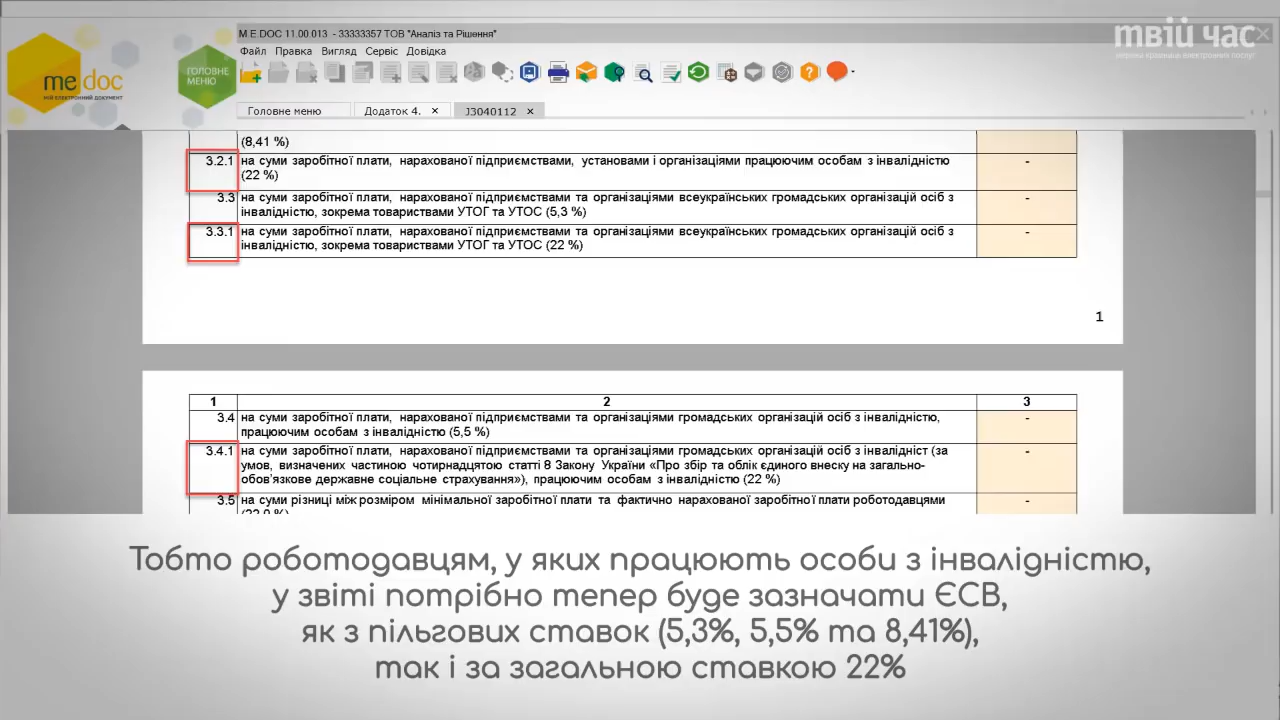 M E DOC 11.00 013 - 33333357 ТОВ "Аналіз та Рішення"
твій час
Файл Правка Вигляд Сервіс Довідка
me doc
МІЙ ЕЛЕКТРОННИЙ ДОКУМЕНТ
ГОЛОВНЕ
МЕНЮ
Головне меню Додаток 4. × J3040112 ×
(8,41 %)
3.2.1 на суми заробітної плати, нарахованої підприємствами, установами і організаціями працюючим особам з інвалідністю -
(22 %)
3.3 на суми заробітної плати, нарахованої підприємствами та організаціями всеукраїнських громадських організацій осіб з -
інвалідністю, зокрема товариствами УТОГ та УТОС (5,3 %)
3.3.1 на суми заробітної плати, нарахованої підприємствами та організаціями всеукраїнських громадських організацій осіб з -
інвалідністю, зокрема товариствами УТОГ та УТОС (22 %)
1
1 2 3
3.4 на суми заробітної плати, нарахованої підприємствами та організаціями громадських організацій осіб з інвалідністю, -
працюючим особам з інвалідністю (5,5 %)
3.4.1 на суми заробітної плати, нарахованої підприємствами та організаціями громадських організацій осіб з інвалідніст (за -
умов, визначених частиною чотирнадцятою статті 8 Закону України «Про збір та облік єдиного внеску на загально-
обов'язкове державне соціальне страхування»), працюючим особам з інвалідністю (22 %)
3.5 на суми різниці між розміром мінімальної заробітної плати та фактично нарахованої заробітної плати роботодавцями -
Тобто роботодавцям, у яких працюють особи з інвалідністю,
у звіті потрібно тепер буде зазначати ЄСВ,
як з пільгових ставок (5,3%, 5,5% та 8,41%),
так і за загальною ставкою 22%